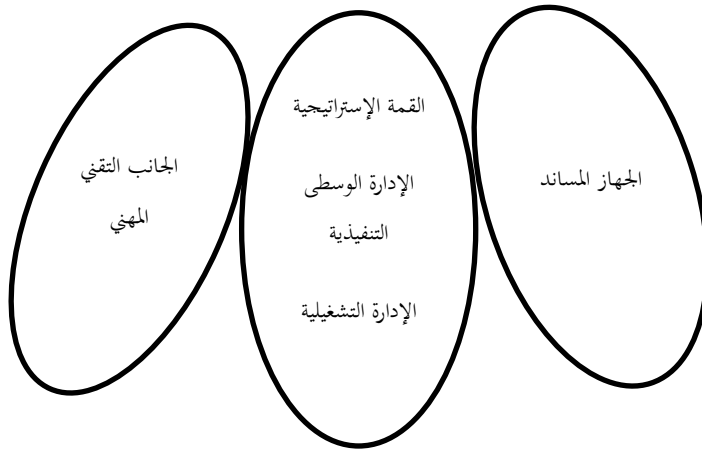 الجهاز المساند
القمة الإستراتيجية
الإدارة الوسطى
التنفيذية
الإدارة التشغيلية
الجانب التقني
المهني